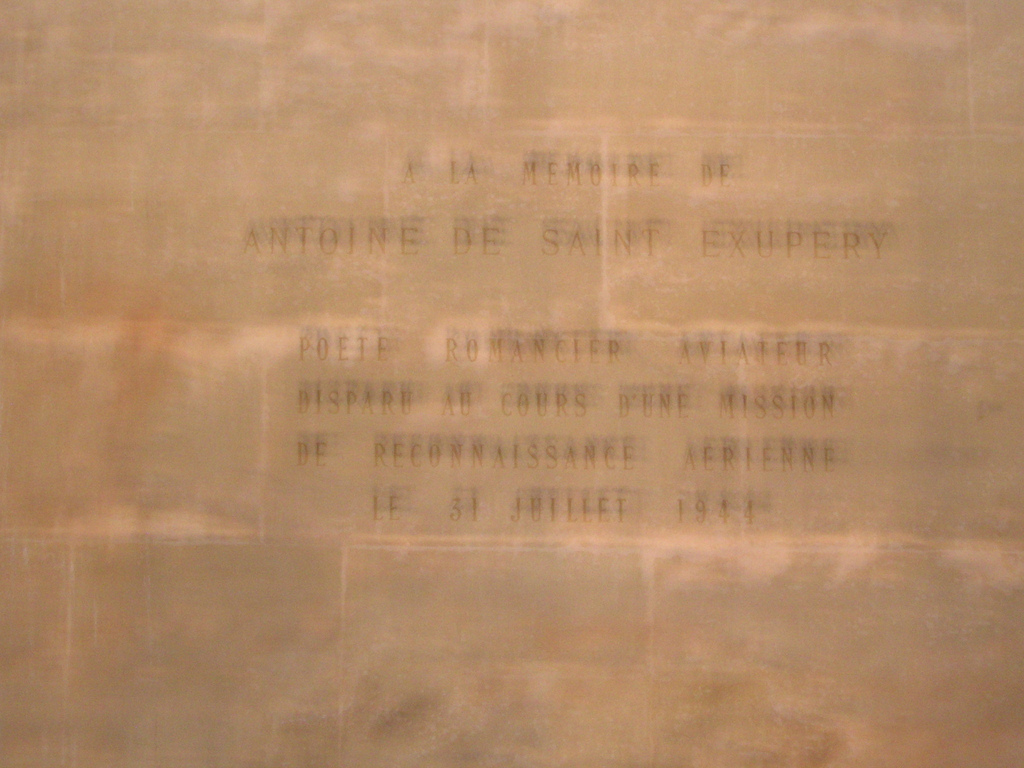 A LA MEMOIRE DE
ANTOINE DE SAINT EXUPERY
POETE ROMANCIER AVIATEUR
DISPARU AU COURS D'UNE MISSION
DE RECONNAISSANCE AERIENNE
LE 31 JUILLET 1944